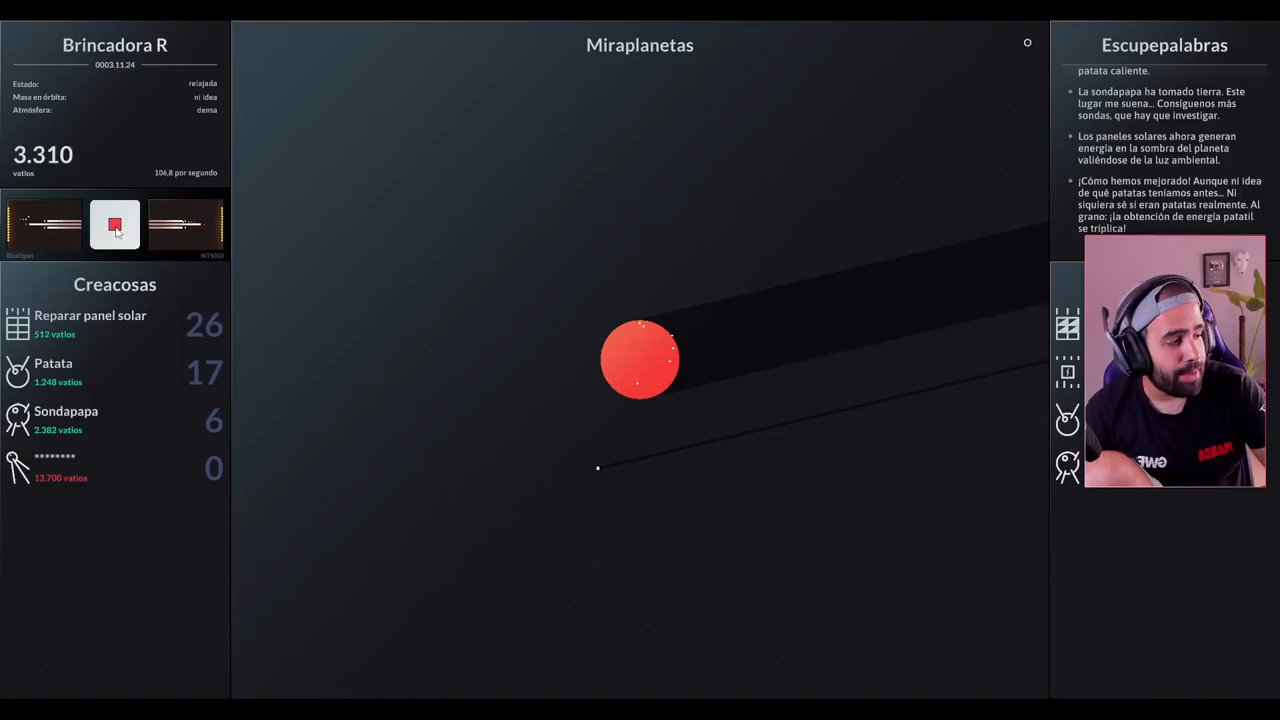 Brincadora R
0003.11.24
Estado: relajada
Masa en órbita: ni idea
Atmósfera: densa
3.310
vatios 106,8 por segundo
Kinetigen WT5000
Creacosas
Reparar panel solar 26
512 vatios
Patata 17
1.248 vatios
Sondapapa 6
2.382 vatios
******** 0
13.700 vatios
Miraplanetas
Escupepalabras
patata caliente.
La sondapapa ha tomado tierra. Este
lugar me suena... Consíguenos más
sondas, que hay que investigar.
Los paneles solares ahora generan
energía en la sombra del planeta
valiéndose de la luz ambiental.
¡Cómo hemos mejorado! Aunque ni idea
de qué patatas teníamos antes... Ni
siquiera sé si eran patatas realmente. Al
grano: ¡la obtención de energía patatil
se triplica!